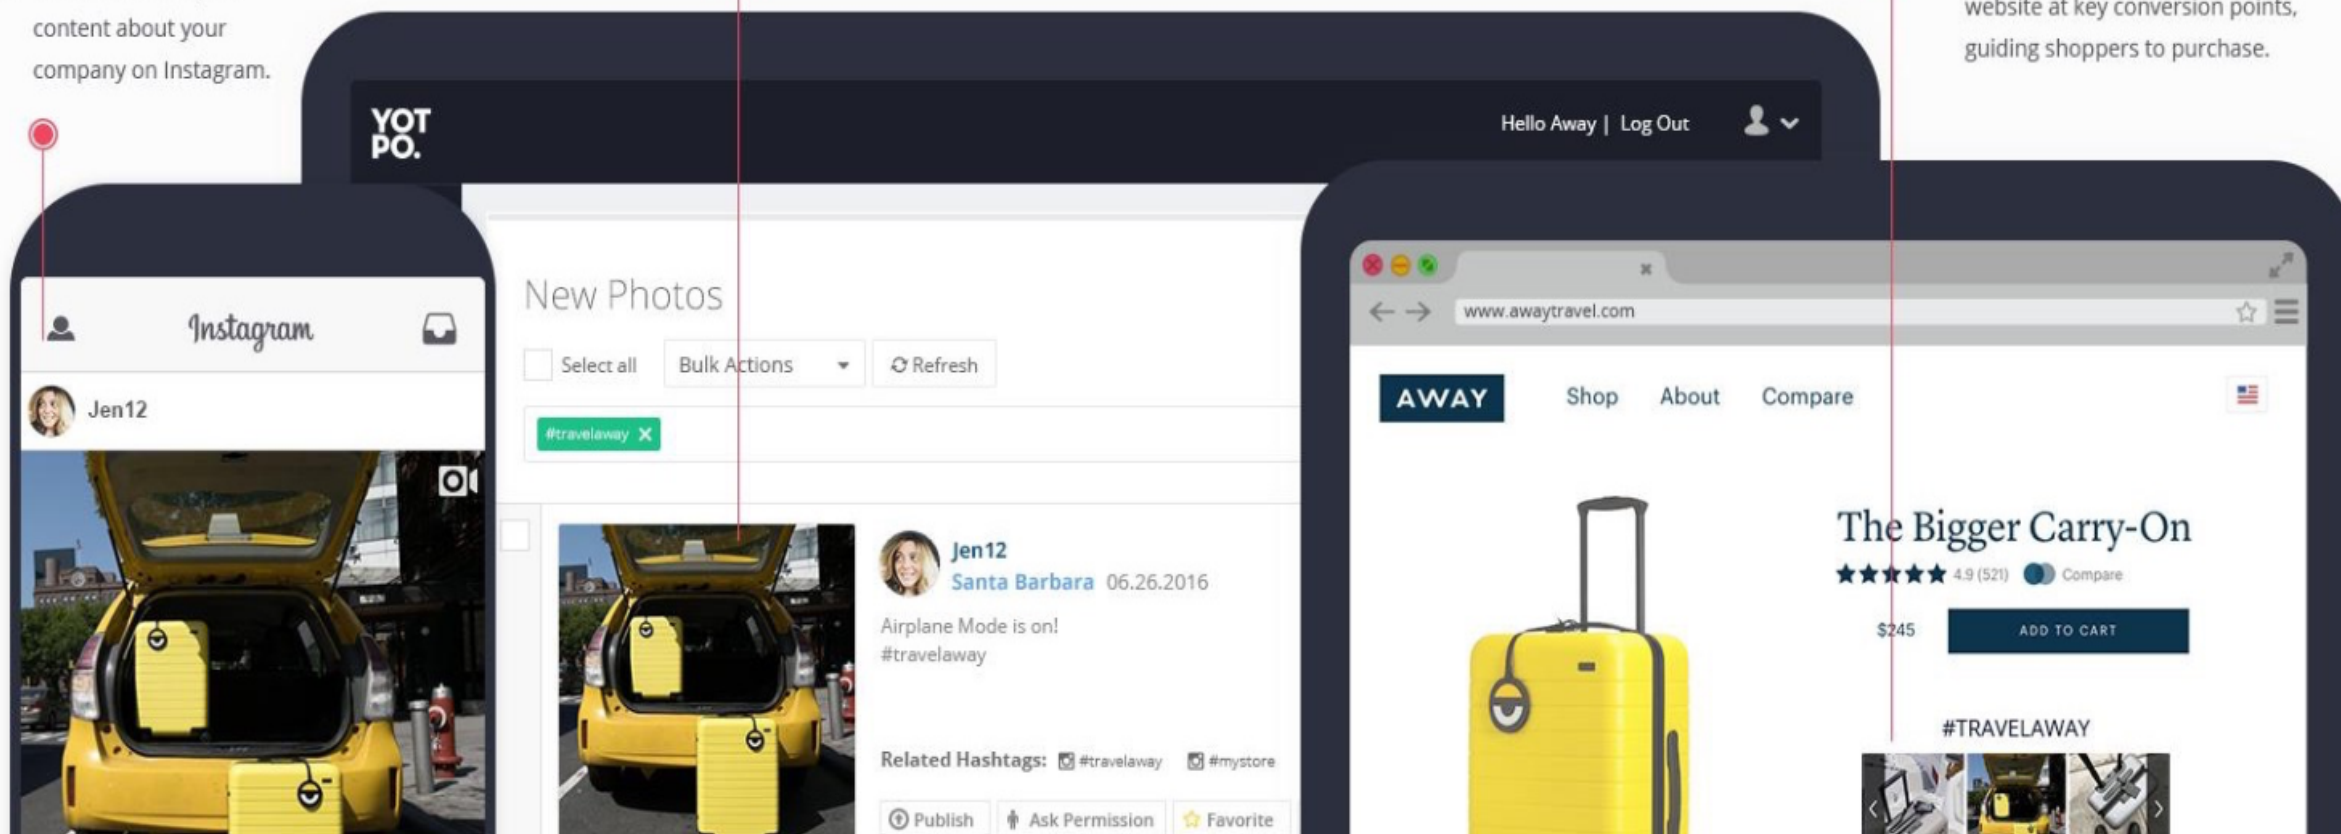 content about your
company on Instagram.
website at key conversion points,
guiding shoppers to purchase.
YOT
PO.
Hello Away | Log Out
Instagram
Jen12
New Photos
Select all
Bulk Actions
Refresh
#travelaway
Jen12
Santa Barbara 06.26.2016
Airplane Mode is on!
#travelaway
Related Hashtags: #travelaway #mystore
Publish
Ask Permission
Favorite
www.awaytravel.com
AWAY
Shop About Compare
The Bigger Carry-On
4.9 (521) Compare
$245 ADD TO CART
#TRAVELAWAY